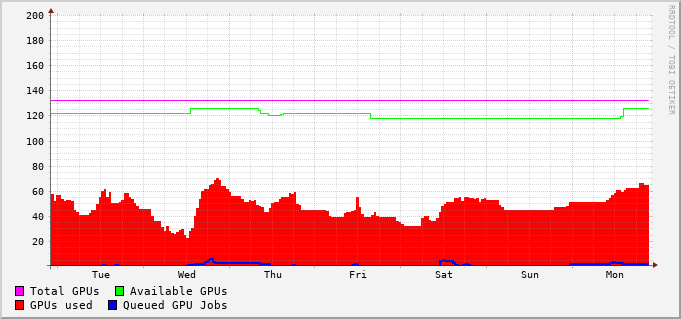 200
180
160
140
120
100
80
60
40
20
Tue Wed Thu Fri Sat Sun Mon
Total GPUs Available GPUs
GPUs used Queued GPU Jobs
RRDTOOL / TOBI OETIKER